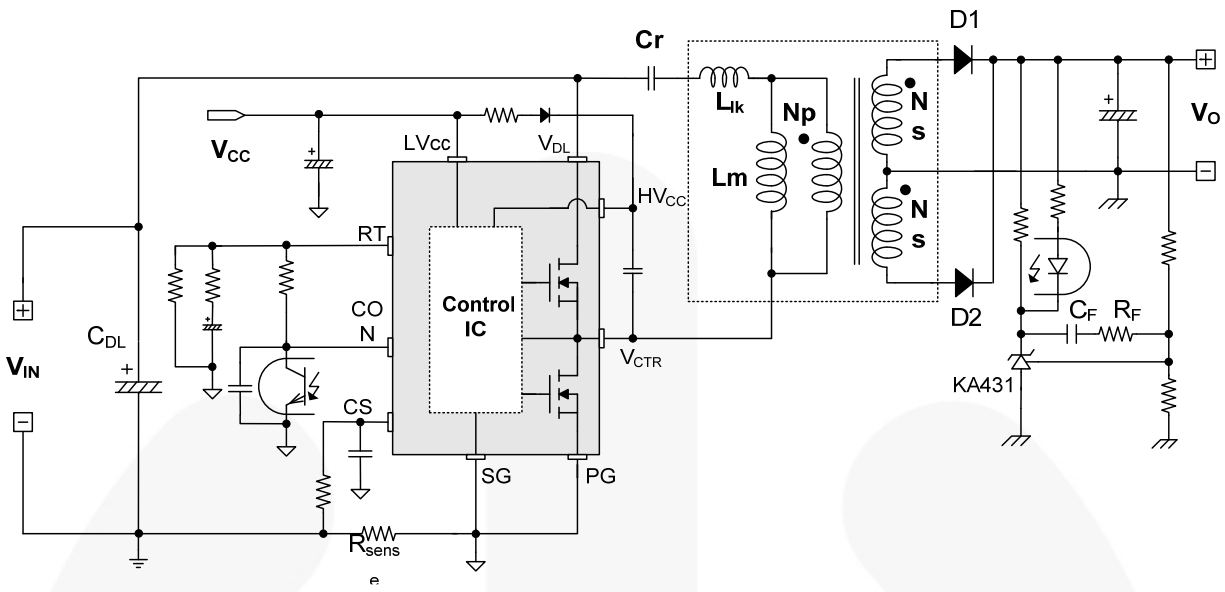 D1
Cr
Llk
Np
N
s
VO
VCC
LVcc
VDL
Lm
HVCC
RT
N
s
Control
IC
CO
N
D2
CF
RF
CDL
VIN
VCTR
KA431
CS
SG
PG
Rsens
e